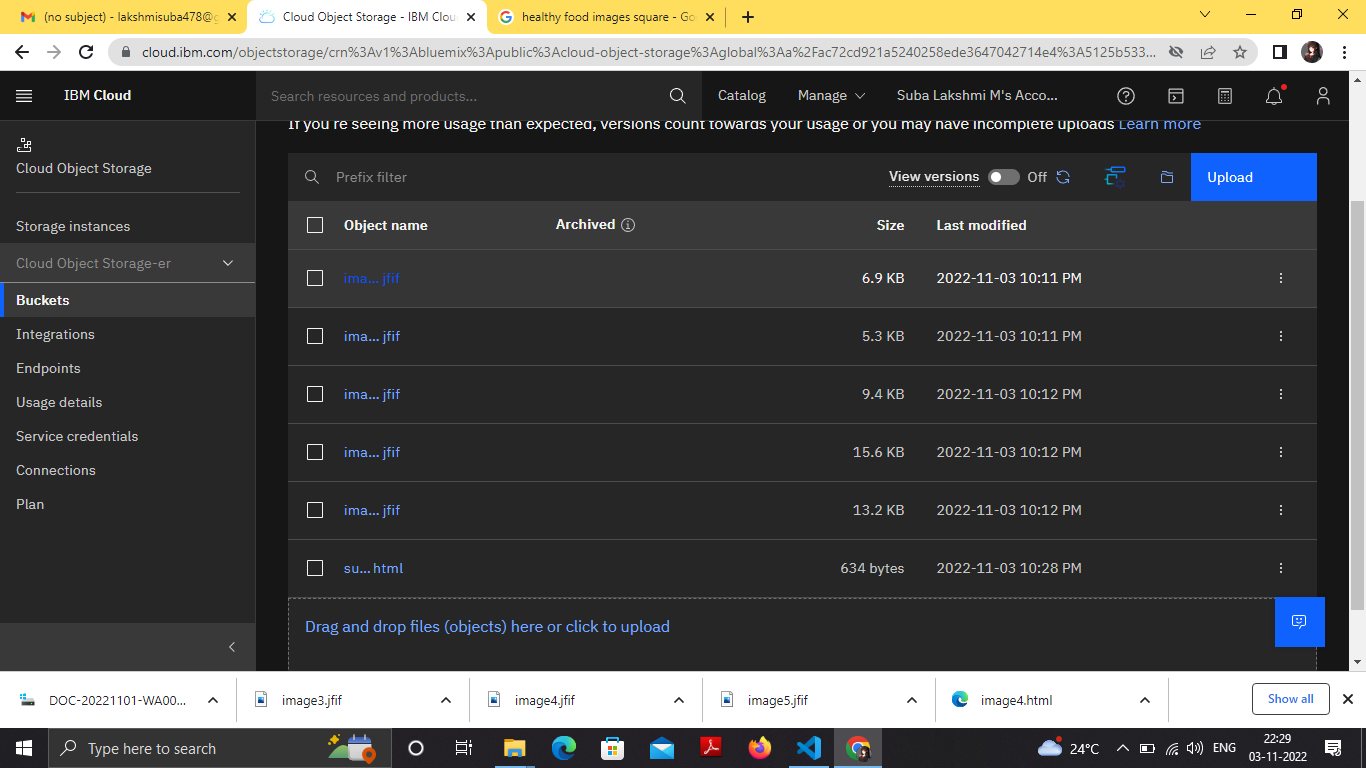 (no subject) - lakshmisuba478@g
Cloud Object Storage - IBM Clou
healthy food images square - Go
cloud.ibm.com/objectstorage/crn%3Av1%3Abluemix%3Apublic%3Acloud-object-storage%3Aglobal%3Aa%2Fac72cd921a5240258ede3647042714e4%3A5125b533...
IBM Cloud
Search resources and products...
Catalog
Manage
Suba Lakshmi M's Acco...
Cloud Object Storage
Storage instances
Cloud Object Storage-er
Buckets
Integrations
Endpoints
Usage details
Service credentials
Connections
Plan
If you're seeing more usage than expected, versions count towards your usage or you may have incomplete uploads Learn more
Prefix filter
View versions Off
Upload
Object name Archived Size Last modified
ima... jfif 6.9 KB 2022-11-03 10:11 PM
ima... jfif 5.3 KB 2022-11-03 10:11 PM
ima... jfif 9.4 KB 2022-11-03 10:12 PM
ima... jfif 15.6 KB 2022-11-03 10:12 PM
ima... jfif 13.2 KB 2022-11-03 10:12 PM
su... html 634 bytes 2022-11-03 10:28 PM
Drag and drop files (objects) here or click to upload
DOC-20221101-WA00...
image3.jfif
image4.jfif
image5.jfif
image4.html
Show all
Type here to search
24°C
ENG
22:29
03-11-2022